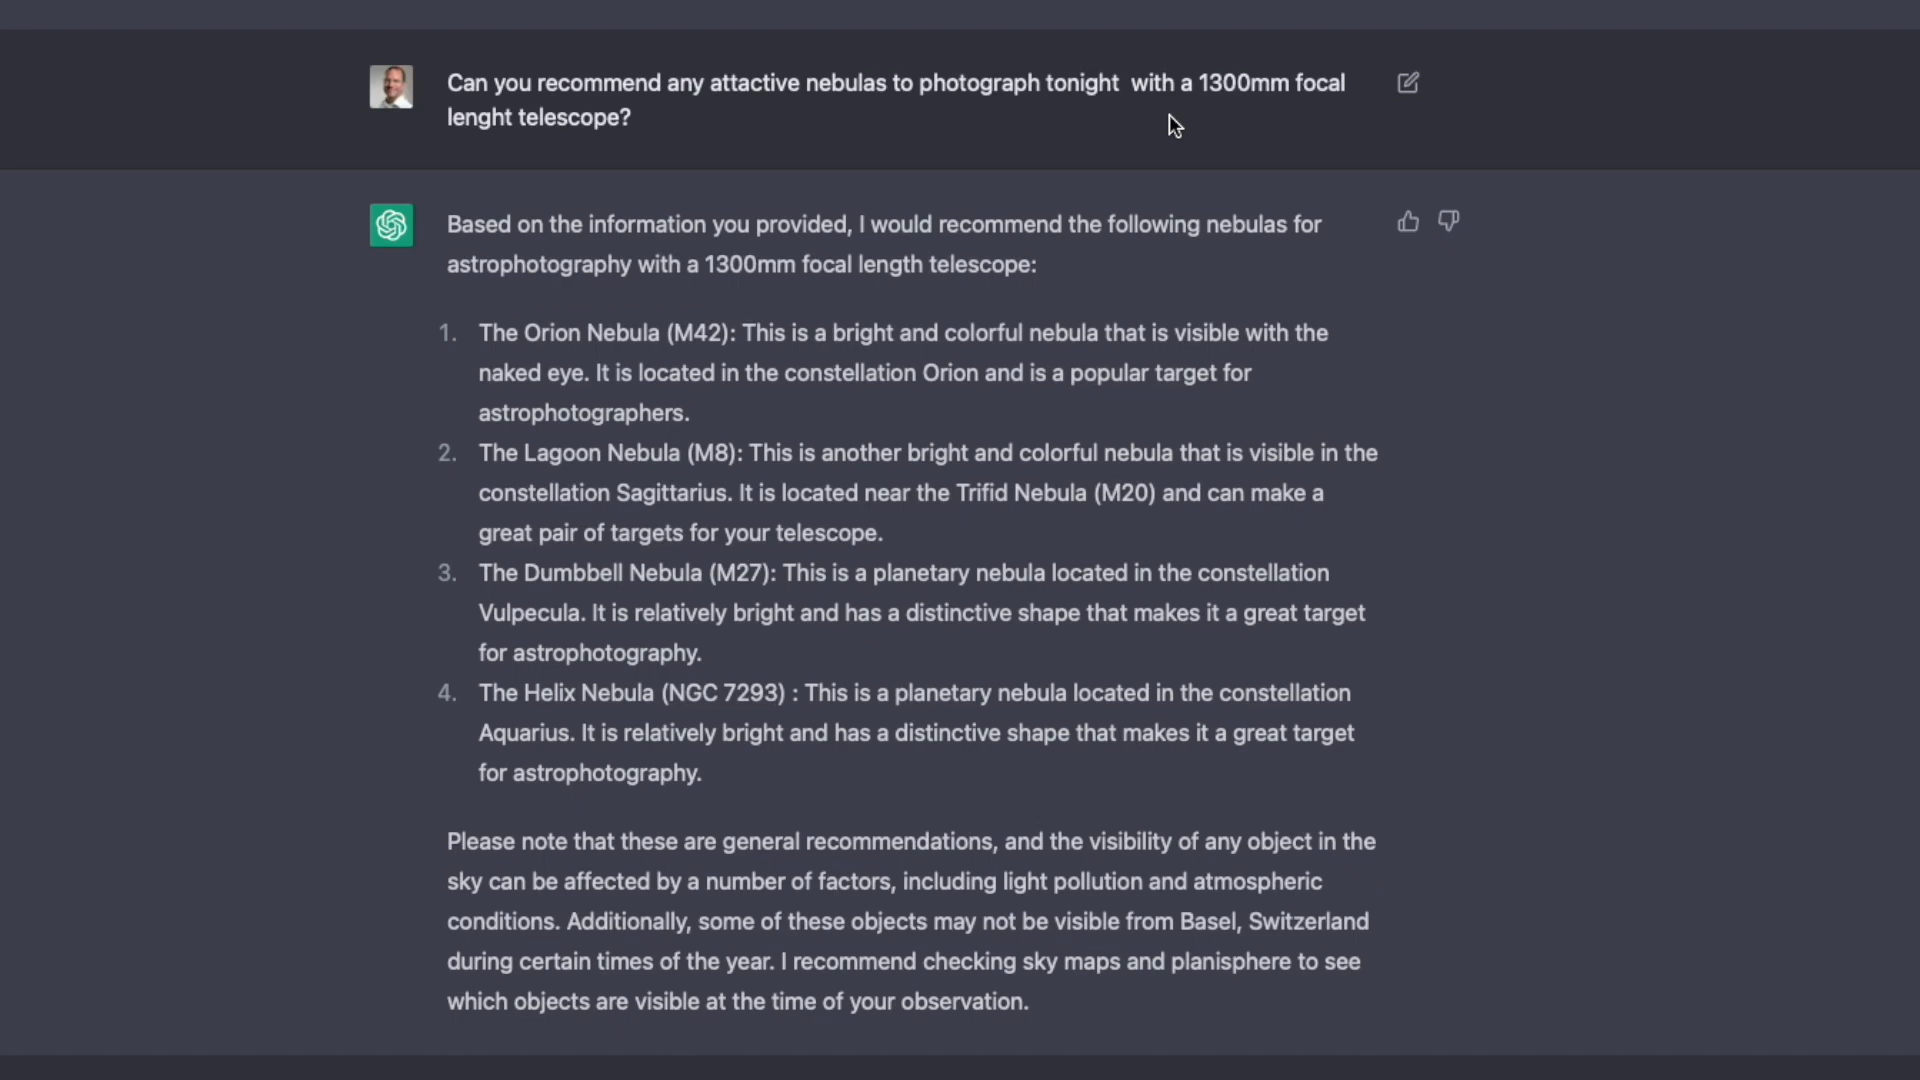 Can you recommend any attactive nebulas to photograph tonight  with a 1300mm focal
lenght telescope?
Based on the information you provided, I would recommend the following nebulas for
astrophotography with a 1300mm focal length telescope:
1. The Orion Nebula (M42): This is a bright and colorful nebula that is visible with the
naked eye. It is located in the constellation Orion and is a popular target for
astrophotographers.
2. The Lagoon Nebula (M8): This is another bright and colorful nebula that is visible in the
constellation Sagittarius. It is located near the Trifid Nebula (M20) and can make a
great pair of targets for your telescope.
3. The Dumbbell Nebula (M27): This is a planetary nebula located in the constellation
Vulpecula. It is relatively bright and has a distinctive shape that makes it a great target
for astrophotography.
4. The Helix Nebula (NGC 7293) : This is a planetary nebula located in the constellation
Aquarius. It is relatively bright and has a distinctive shape that makes it a great target
for astrophotography.
Please note that these are general recommendations, and the visibility of any object in the
sky can be affected by a number of factors, including light pollution and atmospheric
conditions. Additionally, some of these objects may not be visible from Basel, Switzerland
during certain times of the year. I recommend checking sky maps and planisphere to see
which objects are visible at the time of your observation.